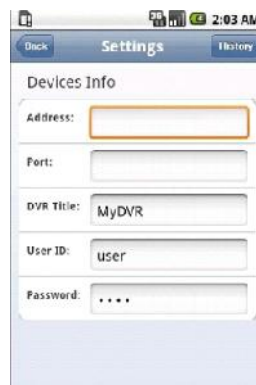 2:03 AM
Back Settings History
Devices Info
Address:
Port:
DVR Title: MyDVR
User ID: user
Password: ....